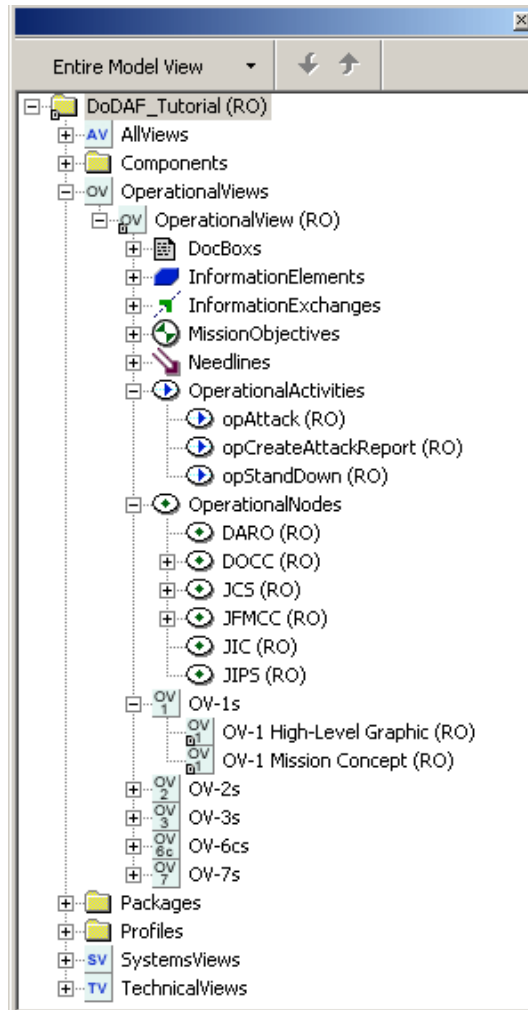 Entire Model View
DoDAF_Tutorial (RO)
AV AllViews
Components
OV OperationalViews
OV OperationalView (RO)
DocBoxs
InformationElements
InformationExchanges
MissionObjectives
Needlines
OperationalActivities
opAttack (RO)
opCreateAttackReport (RO)
opStandDown (RO)
OperationalNodes
DARO (RO)
DOCC (RO)
JCS (RO)
JFMCC (RO)
JIC (RO)
JIPS (RO)
OV 1 OV-1s
OV 1 OV-1 High-Level Graphic (RO)
OV 1 OV-1 Mission Concept (RO)
OV 2 OV-2s
OV 3 OV-3s
OV 6c OV-6cs
OV 7 OV-7s
Packages
Profiles
SV SystemsViews
TV TechnicalViews